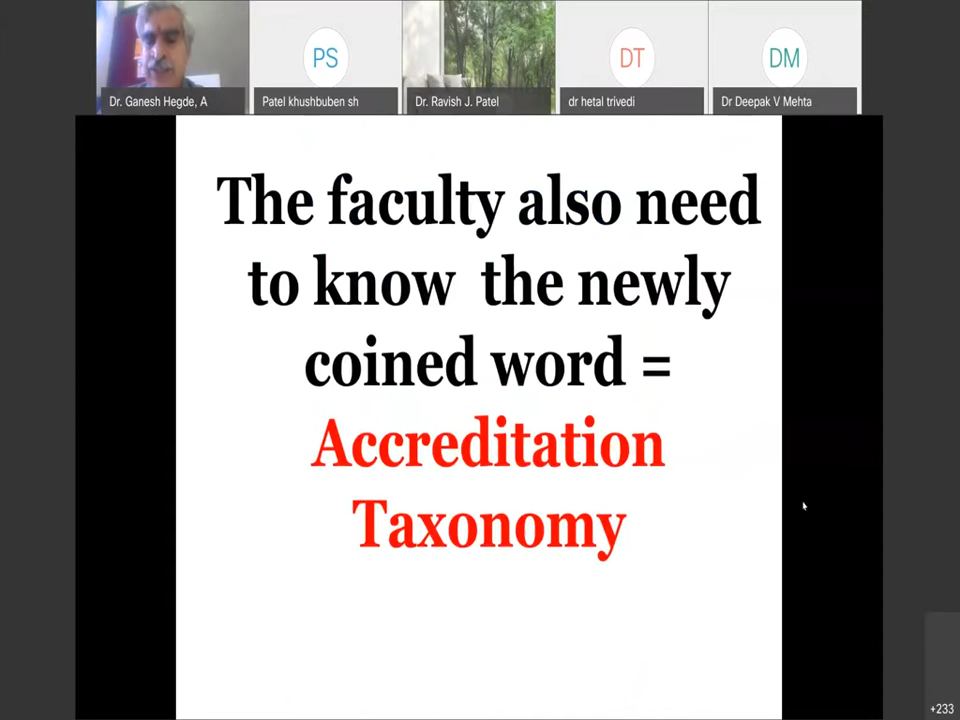 PS
DT
DM
Dr. Ganesh Hegde, A
Patel khushbuben sh
Dr. Ravish J. Patel
dr hetal trivedi
Dr Deepak V Mehta
The faculty also need
to know the newly
coined word =
Accreditation
Taxonomy
+233